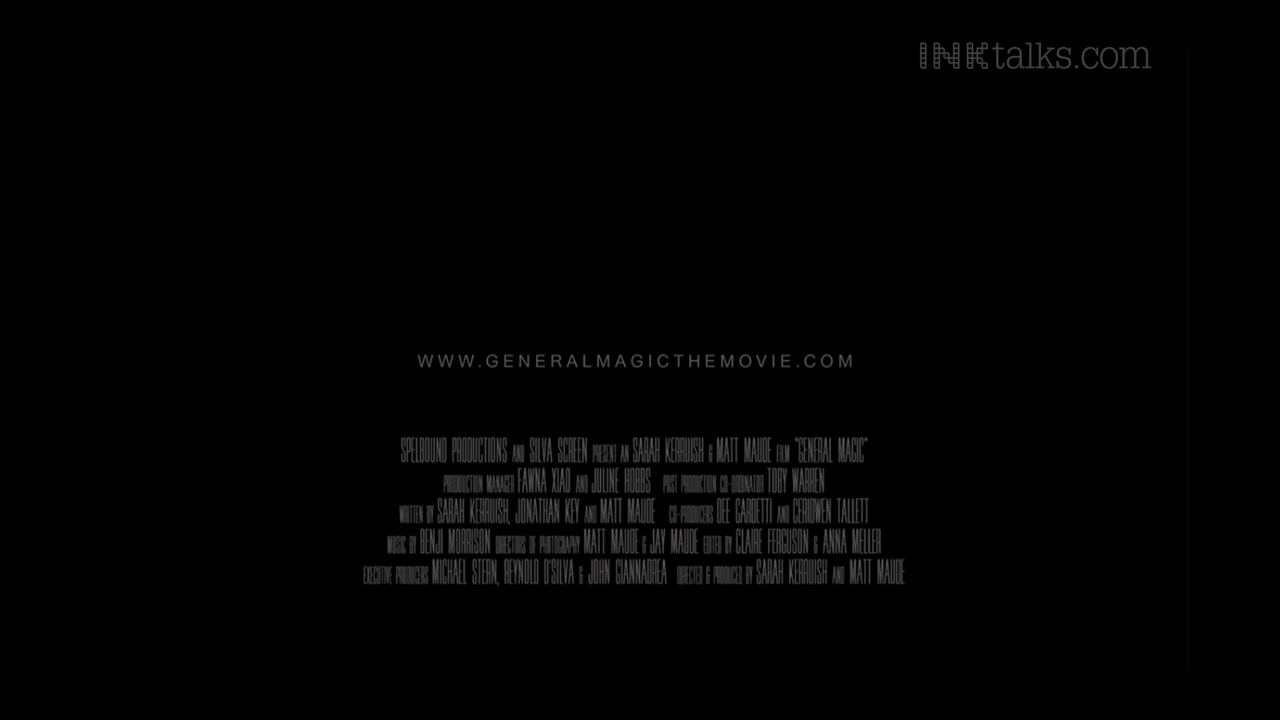 INKtalks.com
WWW.GENERALMAGICTHEMOVIE.COM
SPELBOUND PRODUCTIONS AND SILVA SCREEN PRESENT AN SARAH KERRUISH & MATT MAUDE FILM "GENERAL MAGIC"
PRODUCTION MANAGER FAWNA XIAO AND JULINE HOBBS POST PRODUCTION CO-ORDINATOR TOBY WARREN
WRITTEN BY SARAH KERRUISH, JONATHAN KEY AND MATT MAUDE CO-PRODUCERS DEE GARDETTI AND CERIDWEN TALLETT
MUSIC BY BENJI MERRISON DIRECTORS OF PHOTOGRAPHY MATT MAUDE & JAY MAUDE EDITED BY CLAIRE FERGUSON & ANNA MELLER
EXECUTIVE PRODUCERS MICHAEL STERN, REYNOLD D'SILVA & JOHN GIANNADREA DIRECTED & PRODUCED BY SARAH KERRUISH AND MATT MAUDE